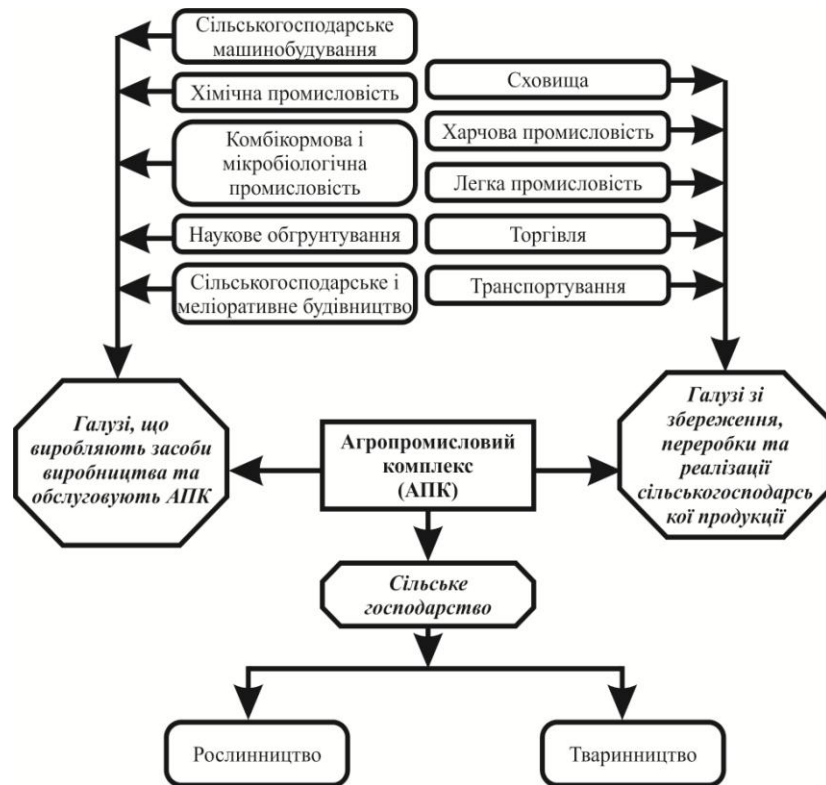 Сільськогосподарське
машинобудування
Хімічна промисловість
Комбікормова і
мікробіологічна
промисловість
Наукове обгрунтування
Сільськогосподарське і
меліоративне будівництво
Сховища
Харчова промисловість
Легка промисловість
Торгівля
Транспортування
Галузі, що
виробляють засоби
виробництва та
обслуговують АПК
Агропромисловий
комплекс
(АПК)
Галузі зі
збереження,
переробки та
реалізації
сільськогосподарсь
кої продукції
Сільське
господарство
Рослинництво
Тваринництво